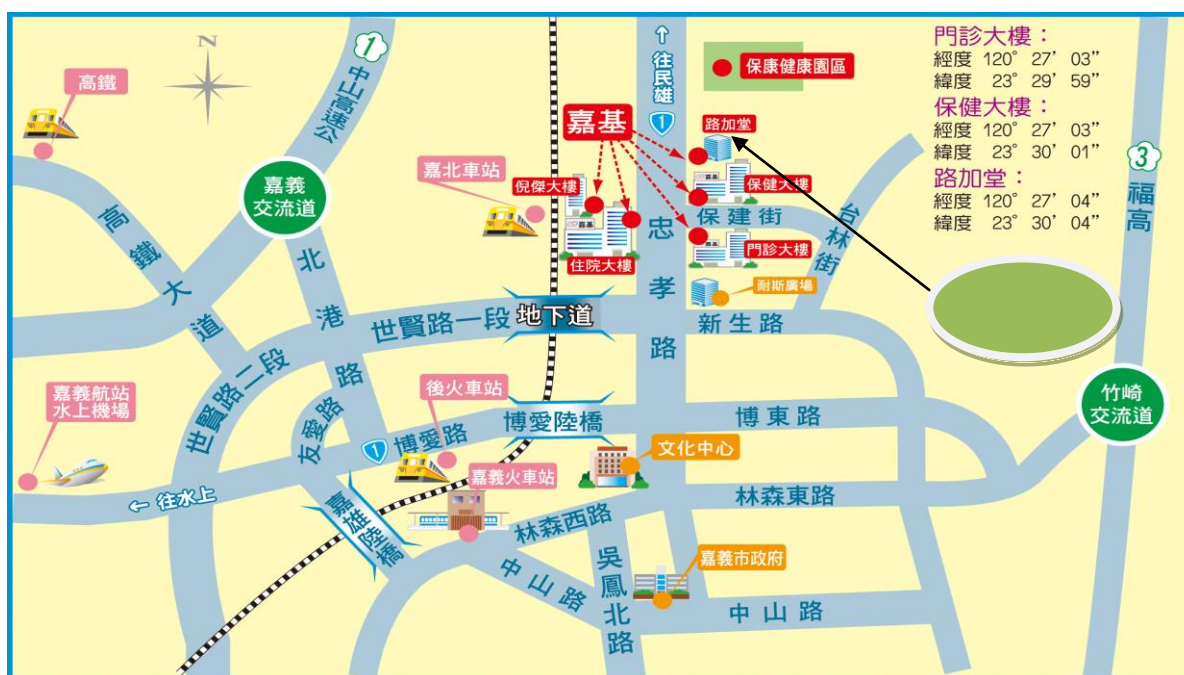 門診大樓：
經度 120° 27’ 03”
緯度 23° 29’ 59”
保健大樓：
經度 120° 27’ 03”
緯度 23° 30’ 01”
路加堂：
經度 120° 27’ 04”
緯度 23° 30’ 04”
N
1
中山高速公
高鐵
↑往民雄
1
保康健康園區
嘉基
路加堂
3
福高
嘉北車站
倪傑大樓
保健大樓
嘉義
交流道
保建街
台林街
嘉基
嘉基
門診大樓
住院大樓
忠孝路
高鐵大道
北港路
耐斯廣場
世賢路一段
地下道
新生路
世賢路二段
嘉義航站
水上機場
後火車站
友愛路
1
博愛路
博愛陸橋
博東路
竹崎
交流道
文化中心
嘉義火車站
←往水上
嘉雄陸橋
林森西路
林森東路
中山路
吳鳳北路
嘉義市政府
中山路